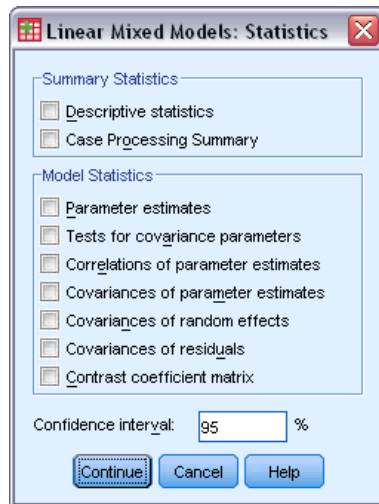 Linear Mixed Models: Statistics
Summary Statistics
Descriptive statistics
Case Processing Summary
Model Statistics
Parameter estimates
Tests for covariance parameters
Correlations of parameter estimates
Covariances of parameter estimates
Covariances of random effects
Covariances of residuals
Contrast coefficient matrix
Confidence interval: 95 %
Continue Cancel Help